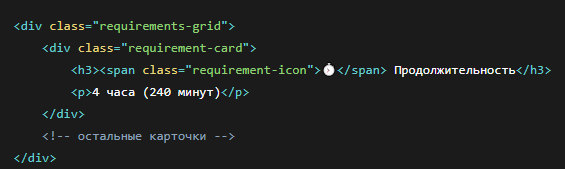 <div class="requirements-grid">
    <div class="requirement-card">
        <h3><span class="requirement-icon">⏱</span> Продолжительность</h3>
        <p>4 часа (240 минут)</p>
    </div>
    <!-- остальные карточки -->
</div>